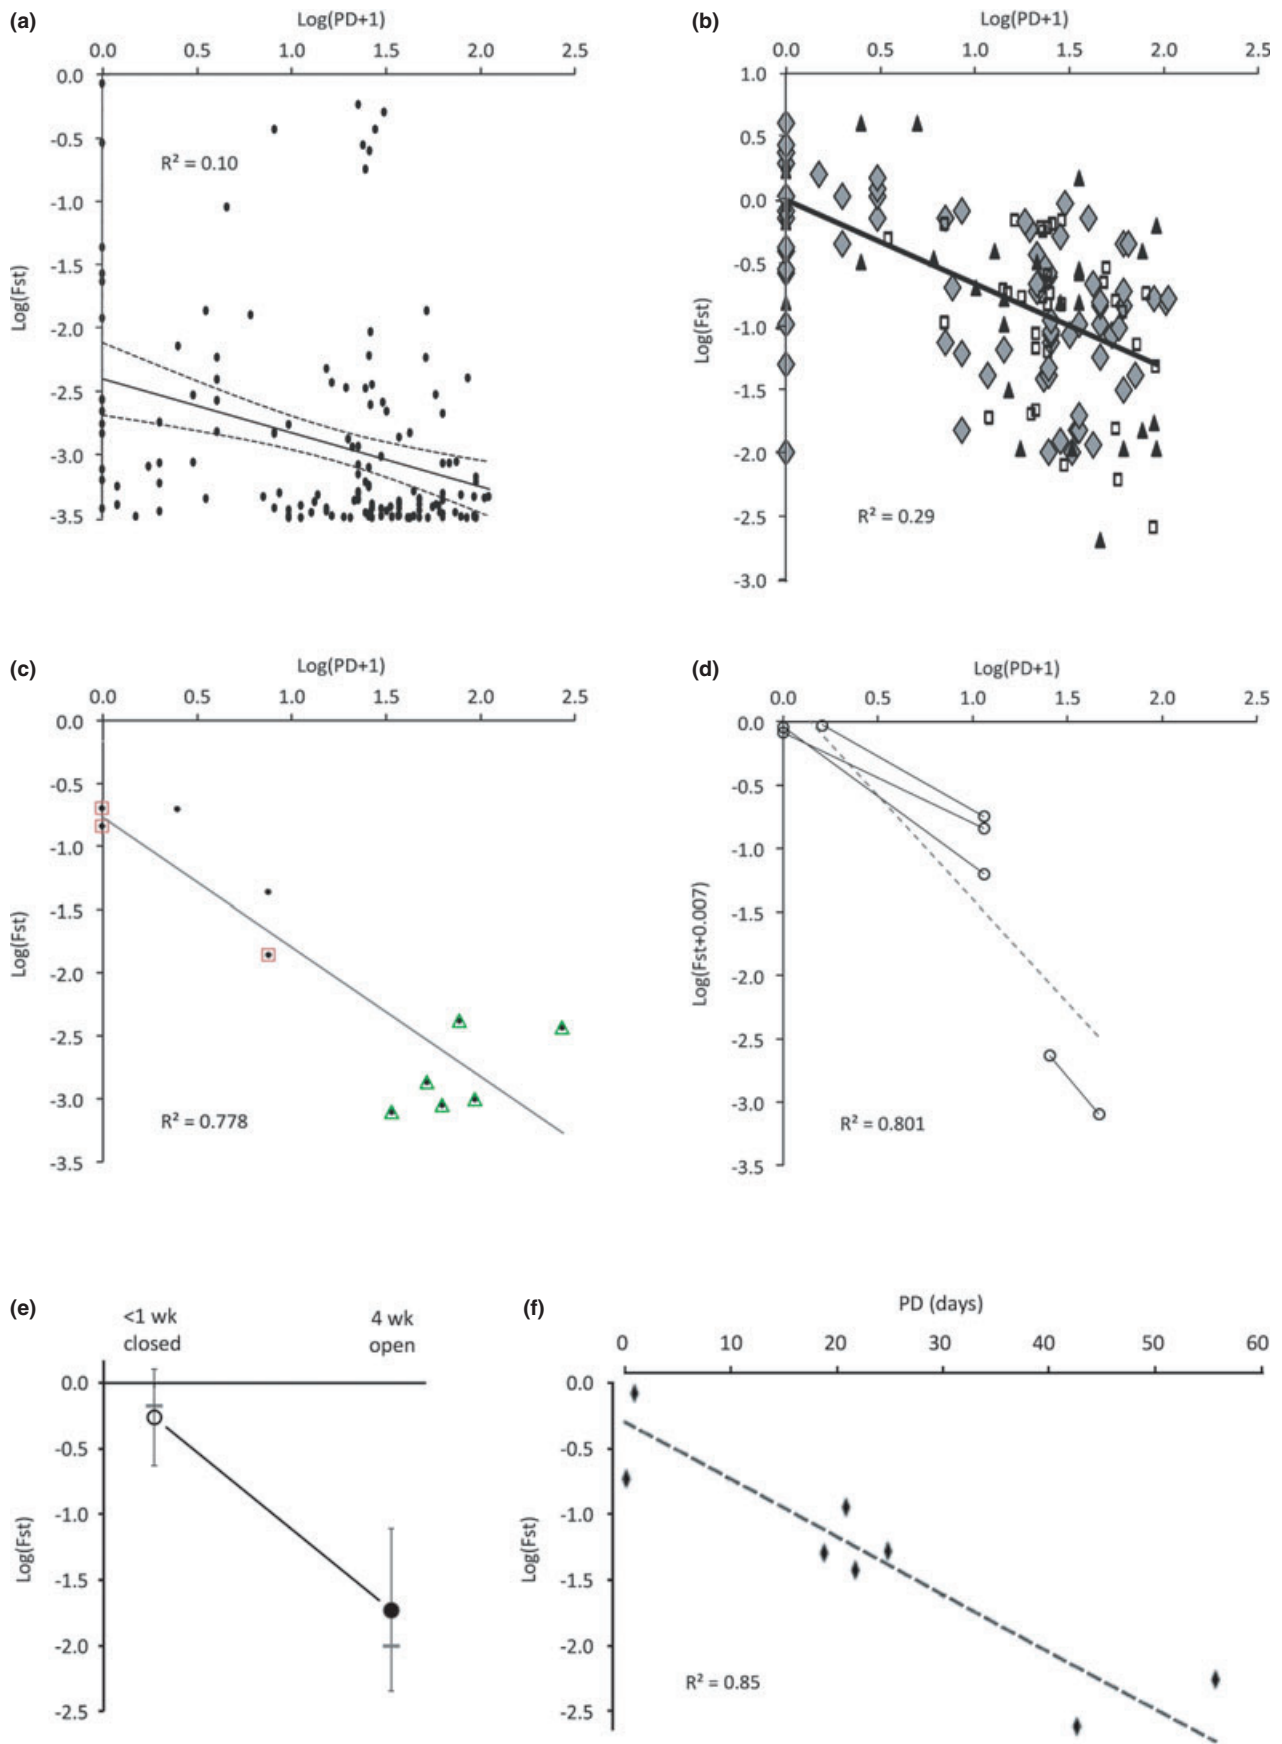 (a)
Log(PD+1)
0.0 0.5 1.0 1.5 2.0 2.5
0.0
-0.5
-1.0
-1.5
-2.0
-2.5
-3.0
-3.5
Log(Fst)
R² = 0.10
(b)
Log(PD+1)
0.0 0.5 1.0 1.5 2.0 2.5
1.0
0.5
0.0
-0.5
-1.0
-1.5
-2.0
-2.5
-3.0
Log(Fst)
R² = 0.29
(c)
Log(PD+1)
0.0 0.5 1.0 1.5 2.0 2.5
0.0
-0.5
-1.0
-1.5
-2.0
-2.5
-3.0
-3.5
Log(Fst)
R² = 0.778
(d)
Log(PD+1)
0.0 0.5 1.0 1.5 2.0 2.5
0.0
-0.5
-1.0
-1.5
-2.0
-2.5
-3.0
-3.5
Log(Fst+0.007)
R² = 0.801
(e)
<1 wk
closed
4 wk
open
0.0
-0.5
-1.0
-1.5
-2.0
-2.5
Log(Fst)
(f)
PD (days)
0 10 20 30 40 50 60
0.0
-0.5
-1.0
-1.5
-2.0
-2.5
Log(Fst)
R² = 0.85